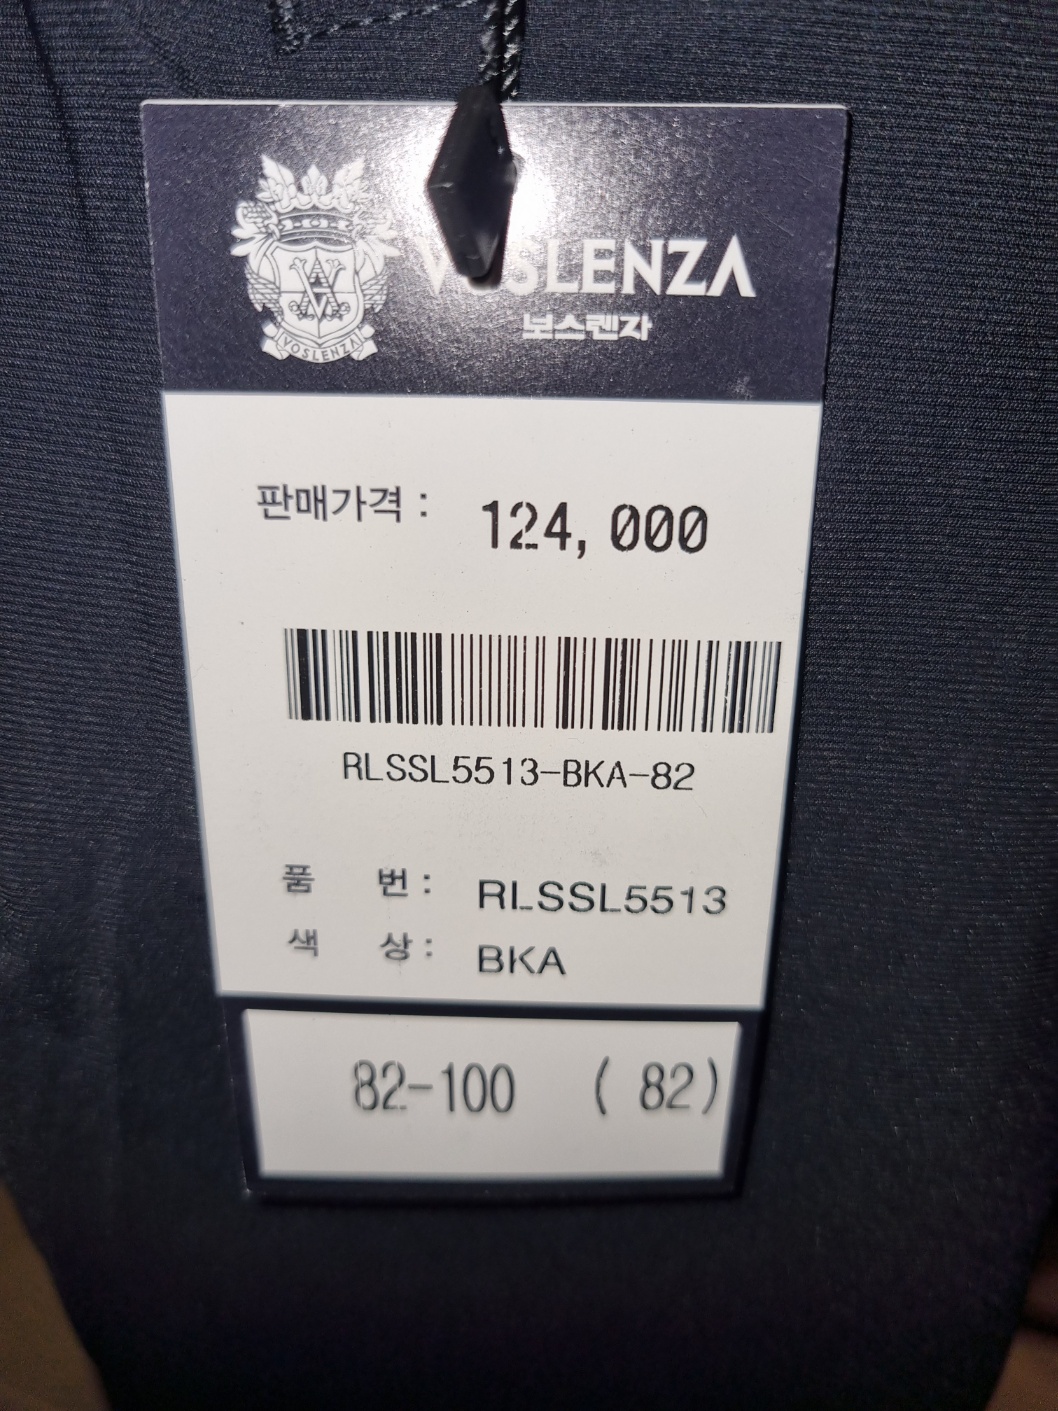 VOSLENZA
보스렌자
VOSLENZA
판매가격 : 124,000
RLSSL5513-BKA-82
품 번 : RLSSL5513
색 상 : BKA
82-100 ( 82)